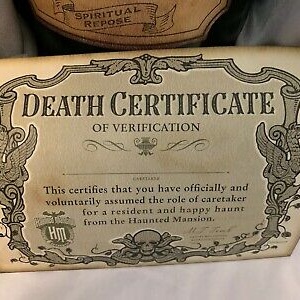 SPIRITUAL
REPOSE
DEATH CERTIFICATE
OF VERIFICATION
This certifies that you have officially and
voluntarily assumed the role of caretaker
for a resident and happy haunt
from the Haunted Mansion.
HM